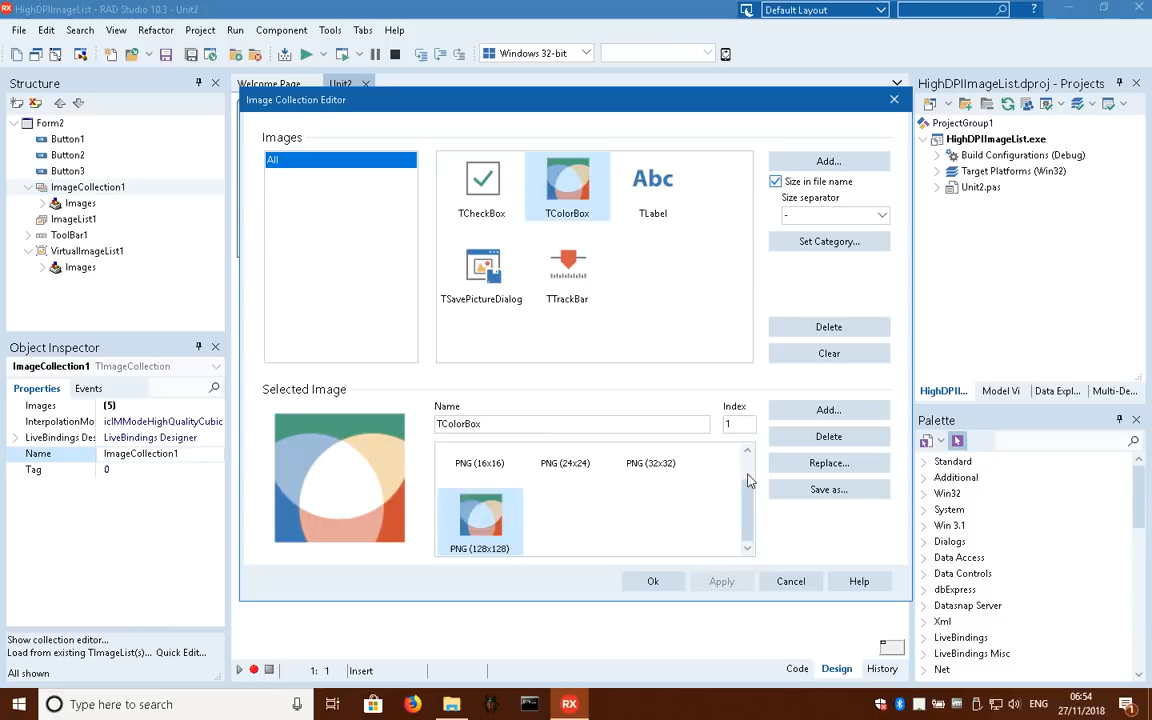 HighDPIImageList - RAD Studio 10.3 - Unit2
Default Layout
?
File Edit Search View Refactor Project Run Component Tools Tabs Help
Windows 32-bit
Structure
Form2
Button1
Button2
Button3
ImageCollection1
Images
ImageList1
ToolBar1
VirtualImageList1
Images
Object Inspector
ImageCollection1 TImageCollection
Properties Events
Images (5)
InterpolationMo icIMModeHighQualityCubic
LiveBindings De: LiveBindings Designer
Name ImageCollection1
Tag 0
Show collection editor...
Load from existing TImageList(s)... Quick Edit...
All shown
Welcome Page Unit2
Image Collection Editor
Images
All
TCheckBox TColorBox TLabel
Abc
TSavePictureDialog TTrackBar
Add...
Size in file name
Size separator
-
Set Category...
Delete
Clear
Selected Image
Name Index
TColorBox 1
PNG (16x16) PNG (24x24) PNG (32x32)
PNG (128x128)
Add...
Delete
Replace...
Save as...
Ok Apply Cancel Help
1: 1 Insert
Code Design History
HighDPIImageList.dproj - Projects
ProjectGroup1
HighDPIImageList.exe
Build Configurations (Debug)
Target Platforms (Win32)
Unit2.pas
HighDPII... Model Vi Data Expl... Multi-De...
Palette
Standard
Additional
Win32
System
Win 3.1
Dialogs
Data Access
Data Controls
dbExpress
Datasnap Server
Xml
LiveBindings
LiveBindings Misc
Net
Type here to search
RX
ENG
06:54
27/11/2018
1